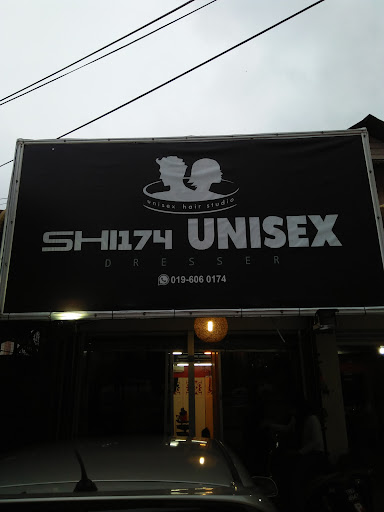 unisex hair studio
SHI174 UNISEX
DRESSER
019-606 0174